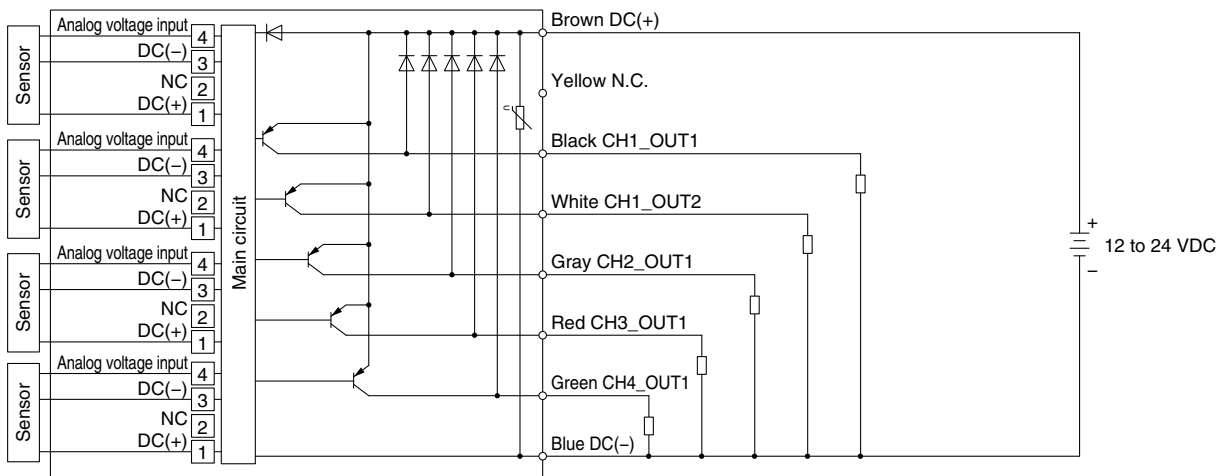 Sensor
Analog voltage input 4
DC(−) 3
NC 2
DC(+) 1
Sensor
Analog voltage input 4
DC(−) 3
NC 2
DC(+) 1
Sensor
Analog voltage input 4
DC(−) 3
NC 2
DC(+) 1
Sensor
Analog voltage input 4
DC(−) 3
NC 2
DC(+) 1
Main circuit
U
Brown DC(+)
Yellow N.C.
Black CH1_OUT1
White CH1_OUT2
Gray CH2_OUT1
Red CH3_OUT1
Green CH4_OUT1
Blue DC(−)
+
12 to 24 VDC
−